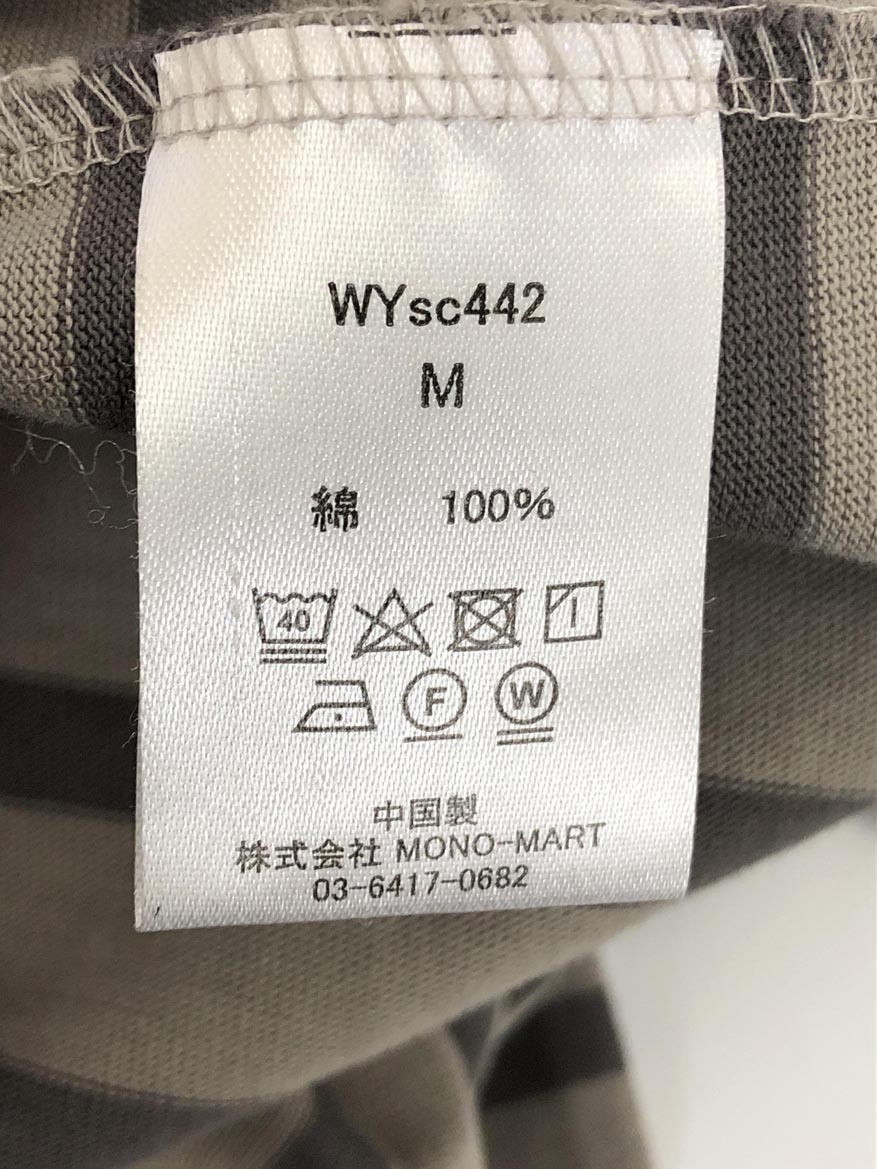 WYsc442
M
綿 100%
40
F W
中国製
株式会社 MONO-MART
03-6417-0682